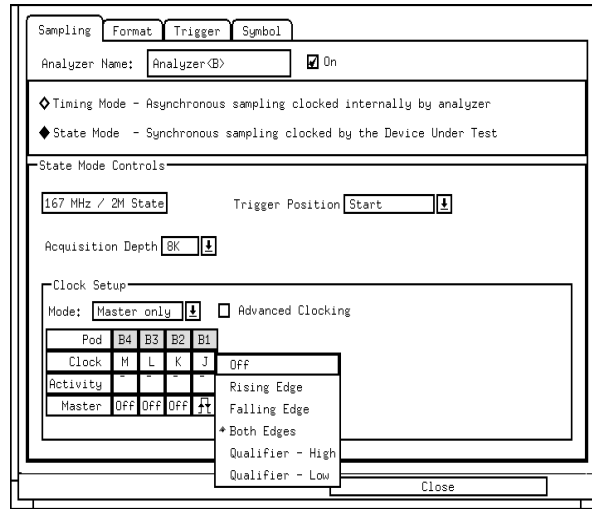 Sampling Format Trigger Symbol
Analyzer Name: Analyzer<B> On
Timing Mode - Asynchronous sampling clocked internally by analyzer
State Mode - Synchronous sampling clocked by the Device Under Test
State Mode Controls
167 MHz / 2M State Trigger Position Start
Acquisition Depth 8K
Clock Setup
Mode: Master only Advanced Clocking
Pod B4 B3 B2 B1
Clock M L K J
Activity
Master Off Off Off
Off
Rising Edge
Falling Edge
Both Edges
Qualifier - High
Qualifier - Low
Close